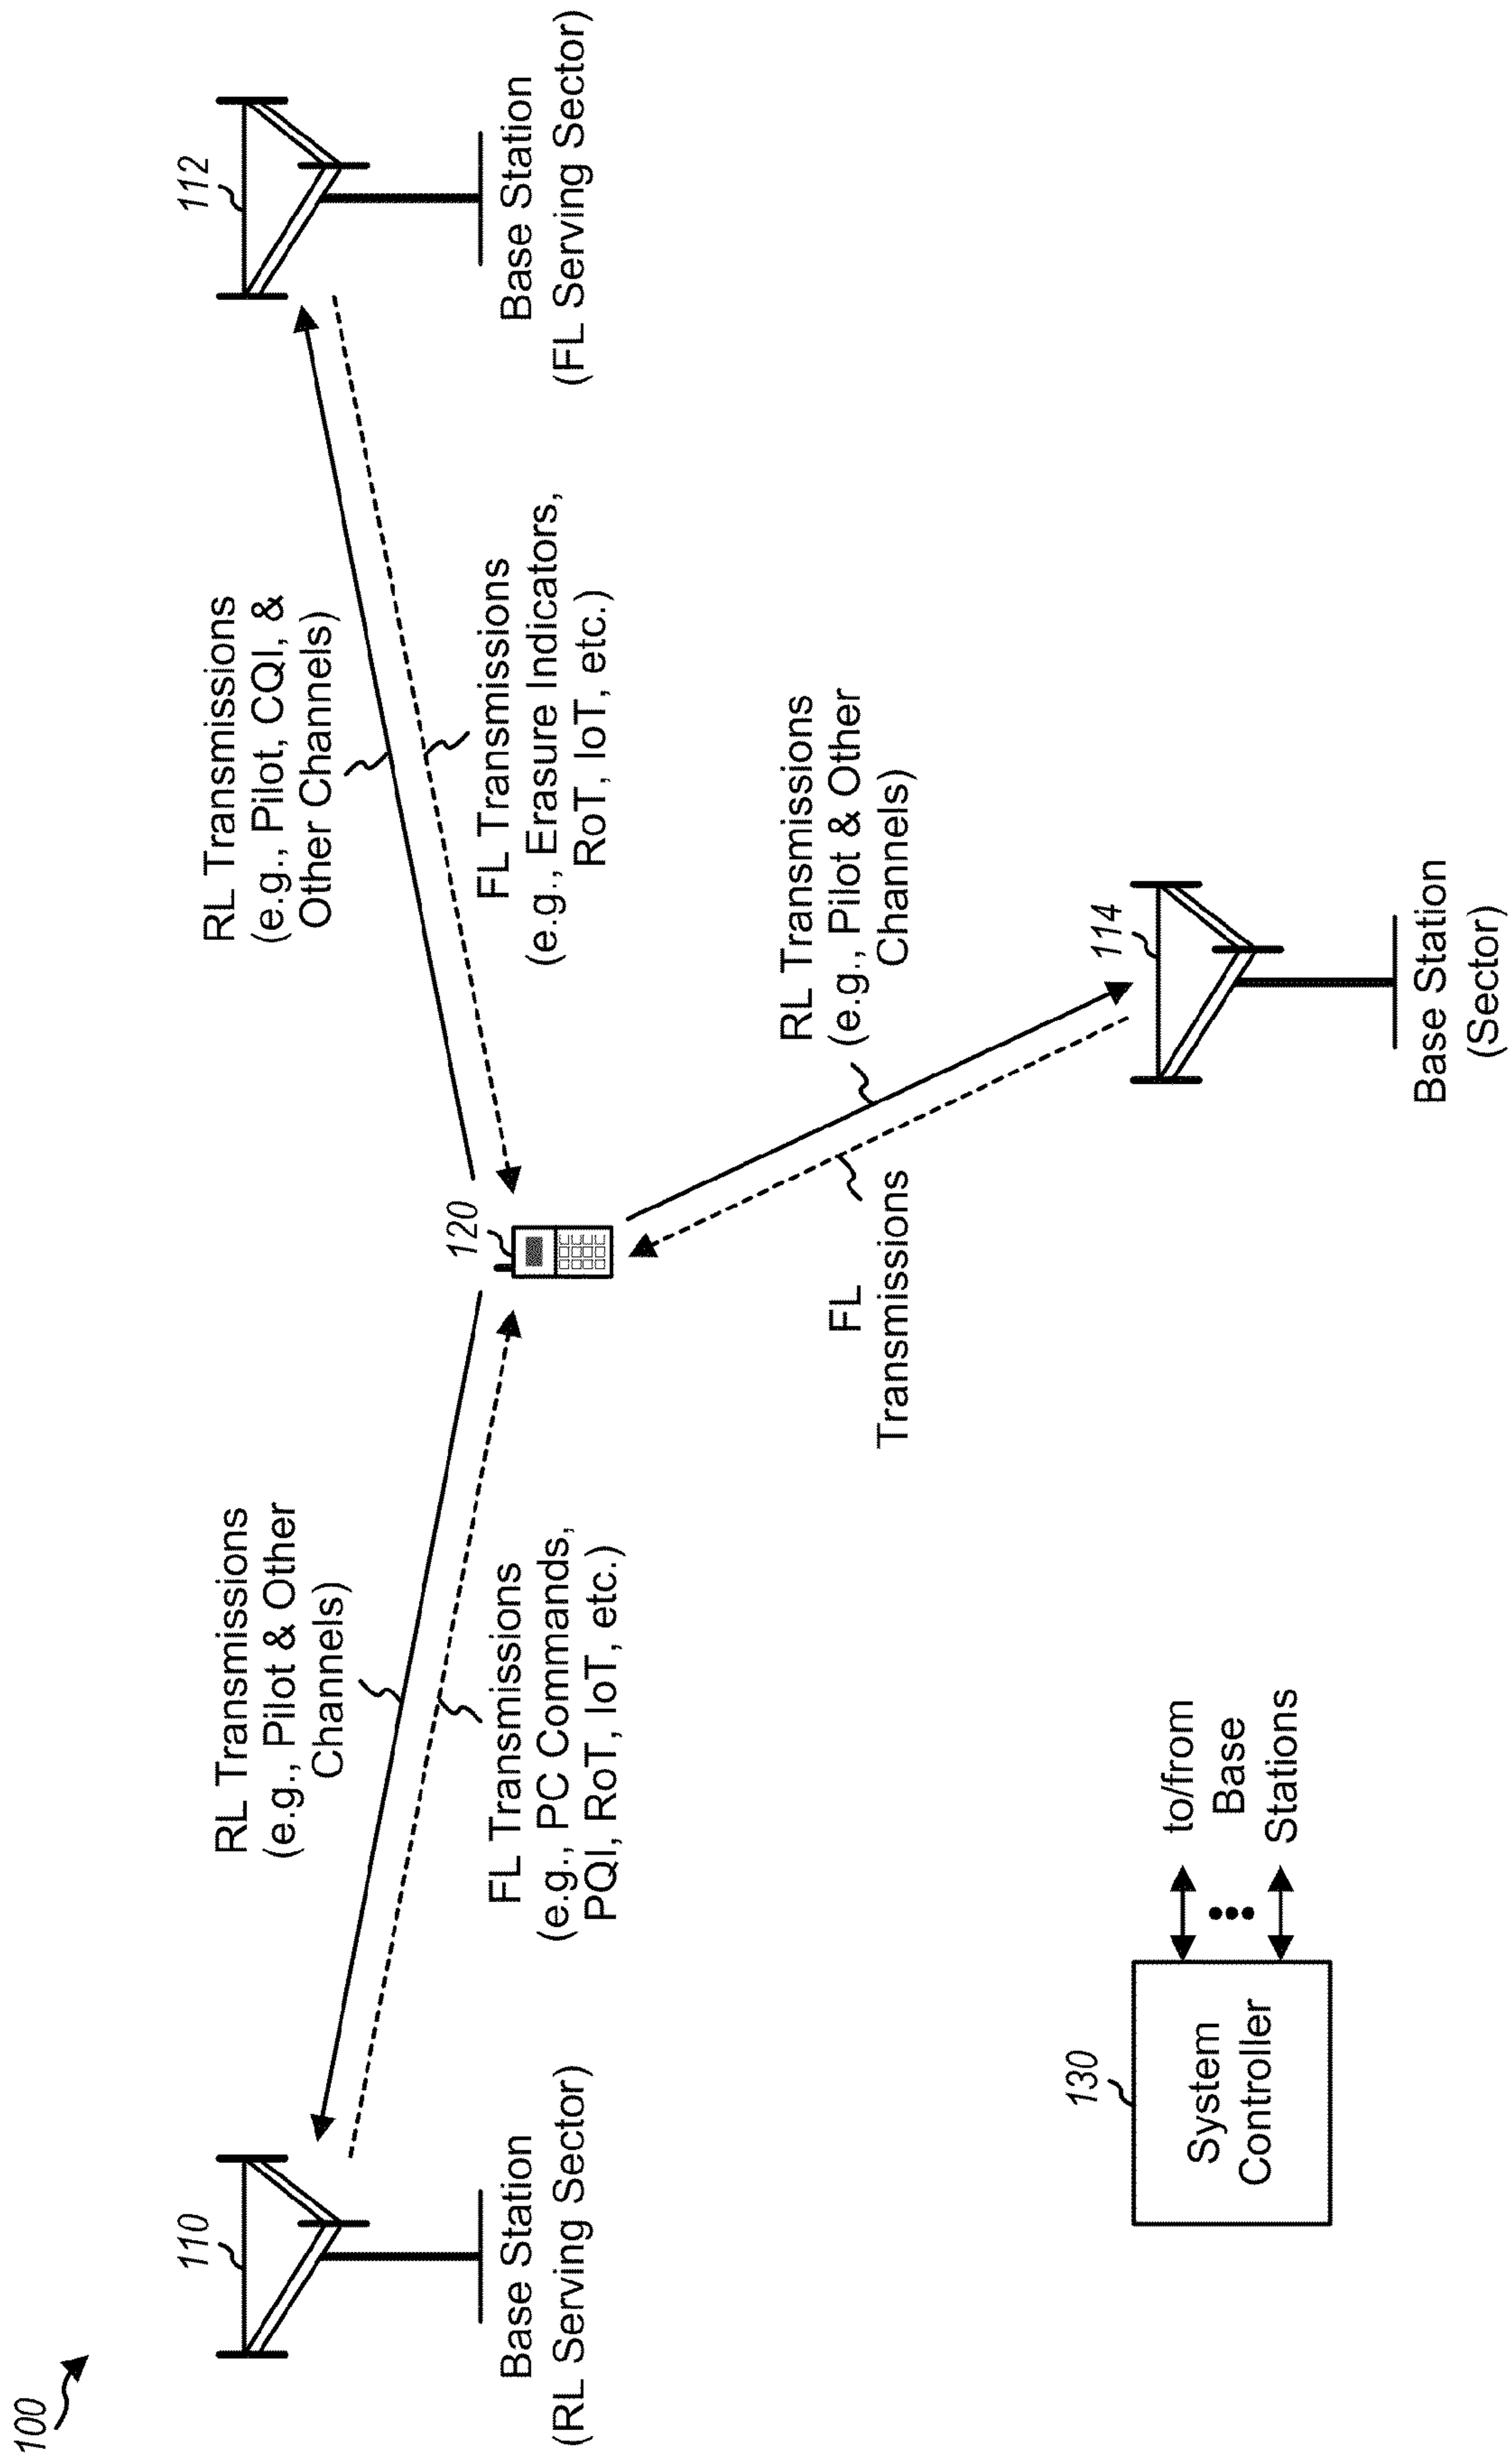 100
110
Base Station
(RL Serving Sector)
RL Transmissions
(e.g., Pilot & Other
Channels)
FL Transmissions
(e.g., PC Commands,
PQI, RoT, IoT, etc.)
120
RL Transmissions
(e.g., Pilot, CQI, &
Other Channels)
FL Transmissions
(e.g., Erasure Indicators,
RoT, IoT, etc.)
112
Base Station
(FL Serving Sector)
RL Transmissions
(e.g., Pilot & Other
Channels)
FL
Transmissions
114
Base Station
(Sector)
130
System
Controller
to/from
Base
Stations